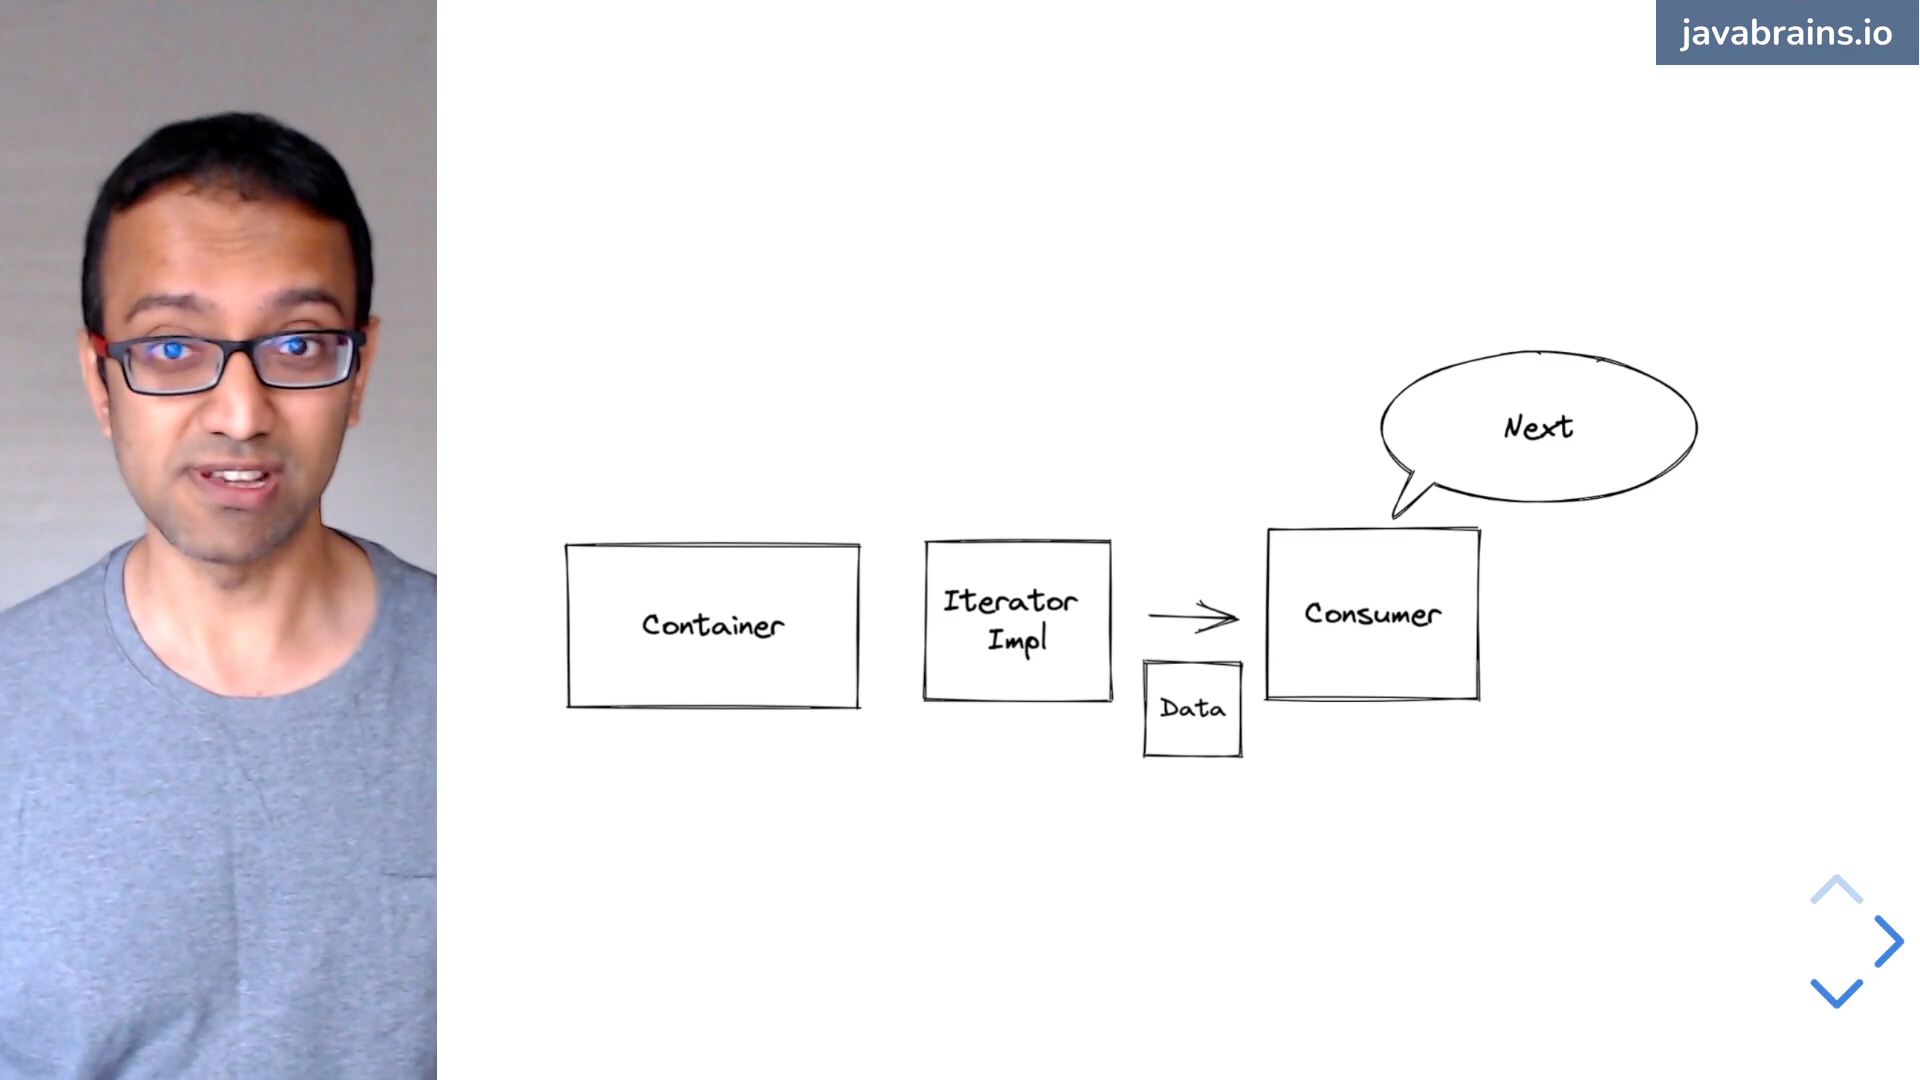 javabrains.io
Next
Container
Iterator
Impl
Consumer
Data